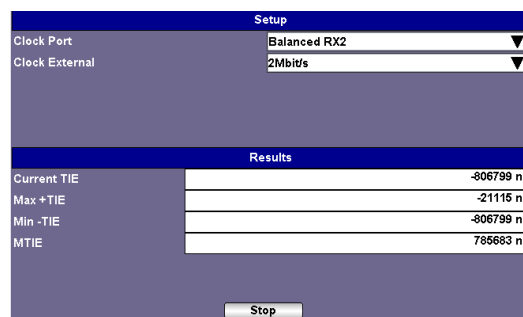 Setup
Clock Port Balanced RX2
Clock External 2Mbit/s
Results
Current TIE -806799 n
Max +TIE -21115 n
Min -TIE -806799 n
MTIE 785683 n
Stop